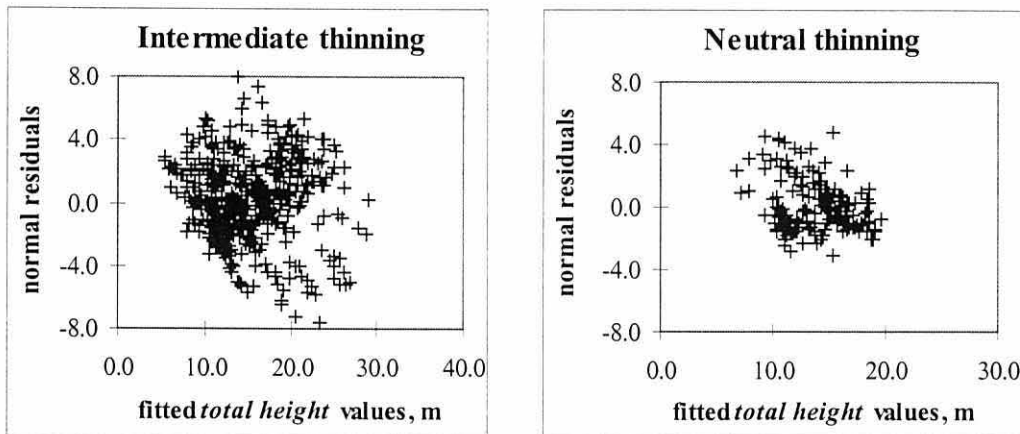 Intermediate thinning
normal residuals
8.0
4.0
0.0
-4.0
-8.0
0.0 10.0 20.0 30.0 40.0
fitted total height values, m
Neutral thinning
normal residuals
8.0
4.0
0.0
-4.0
-8.0
0.0 10.0 20.0 30.0
fitted total height values, m